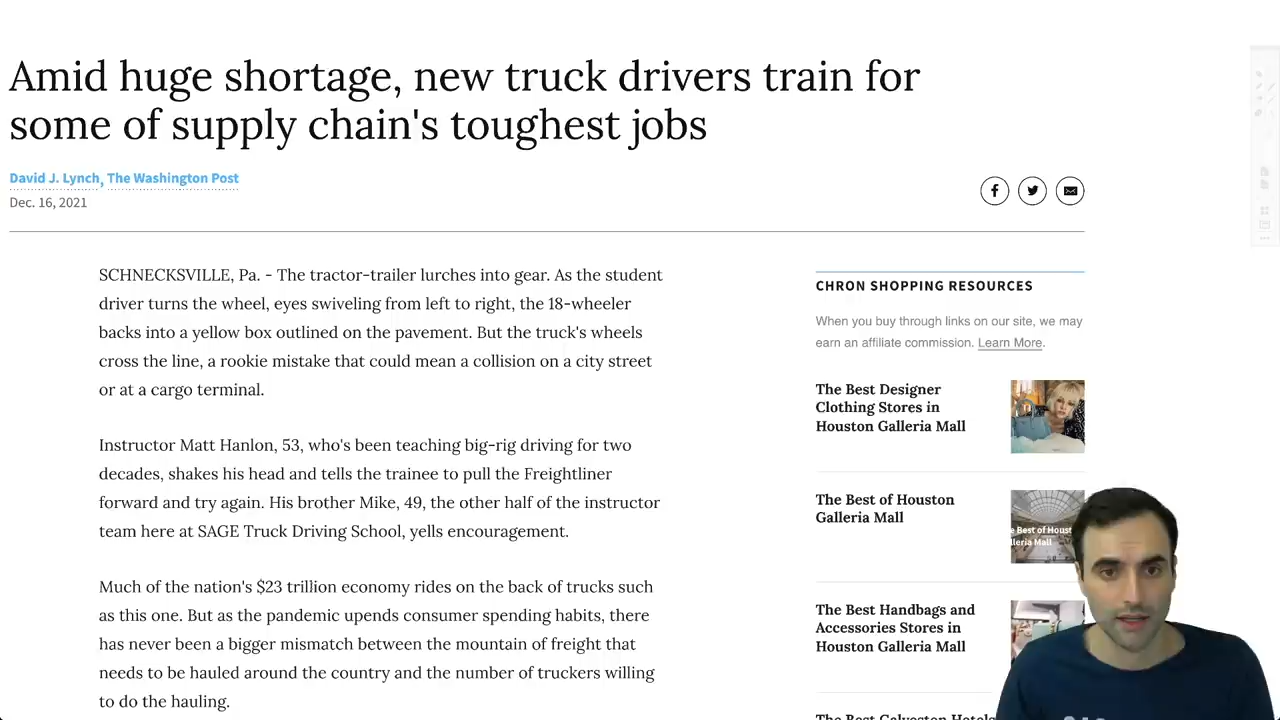 Amid huge shortage, new truck drivers train for
some of supply chain's toughest jobs
David J. Lynch, The Washington Post
Dec. 16, 2021
SCHNECKSVILLE, Pa. - The tractor-trailer lurches into gear. As the student
driver turns the wheel, eyes swiveling from left to right, the 18-wheeler
backs into a yellow box outlined on the pavement. But the truck's wheels
cross the line, a rookie mistake that could mean a collision on a city street
or at a cargo terminal.
Instructor Matt Hanlon, 53, who's been teaching big-rig driving for two
decades, shakes his head and tells the trainee to pull the Freightliner
forward and try again. His brother Mike, 49, the other half of the instructor
team here at SAGE Truck Driving School, yells encouragement.
Much of the nation's $23 trillion economy rides on the back of trucks such
as this one. But as the pandemic upends consumer spending habits, there
has never been a bigger mismatch between the mountain of freight that
needs to be hauled around the country and the number of truckers willing
to do the hauling.
CHRON SHOPPING RESOURCES
When you buy through links on our site, we may
earn an affiliate commission. Learn More.
The Best Designer
Clothing Stores in
Houston Galleria Mall
The Best of Houston
Galleria Mall
e Best of Houst
lleria Mall
The Best Handbags and
Accessories Stores in
Houston Galleria Mall
The Best Galveston Hotels